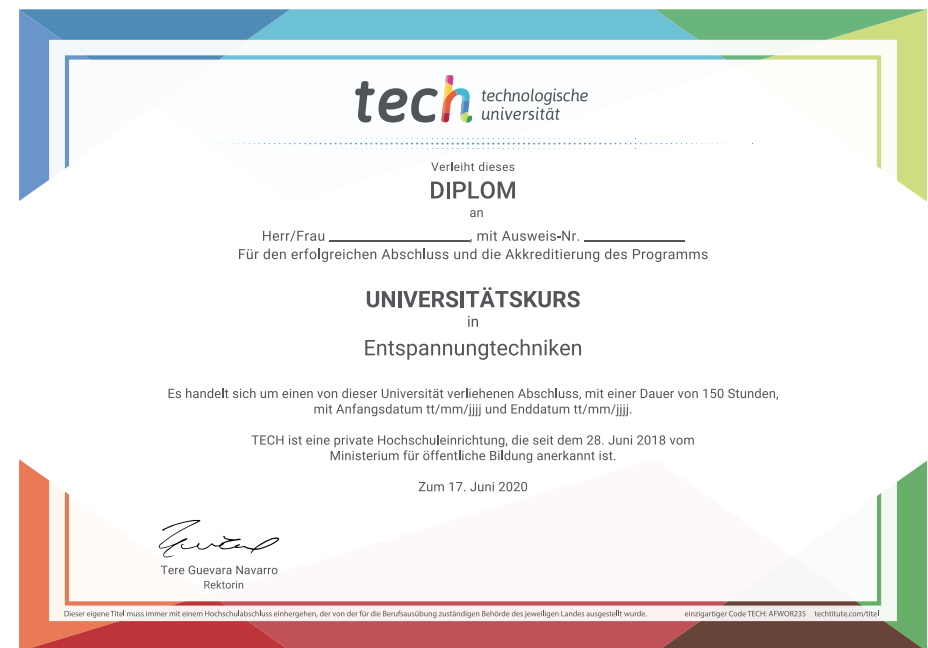 tech technologische
universität
Verleiht dieses
DIPLOM
an
Herr/Frau ____________________, mit Ausweis-Nr. ______________
Für den erfolgreichen Abschluss und die Akkreditierung des Programms
UNIVERSITÄTSKURS
in
Entspannungtechniken
Es handelt sich um einen von dieser Universität verliehenen Abschluss, mit einer Dauer von 150 Stunden,
mit Anfangsdatum tt/mm/jjjj und Enddatum tt/mm/jjjj.
TECH ist eine private Hochschuleinrichtung, die seit dem 28. Juni 2018 vom
Ministerium für öffentliche Bildung anerkannt ist.
Zum 17. Juni 2020
Tere Guevara Navarro
Rektorin
Dieser eigene Titel muss immer mit einem Hochschulabschluss einhergehen, der von der für die Berufsausübung zuständigen Behörde des jeweiligen Landes ausgestellt wurde. einzigartiger Code TECH: AFWOR23S techtitute.com/titel